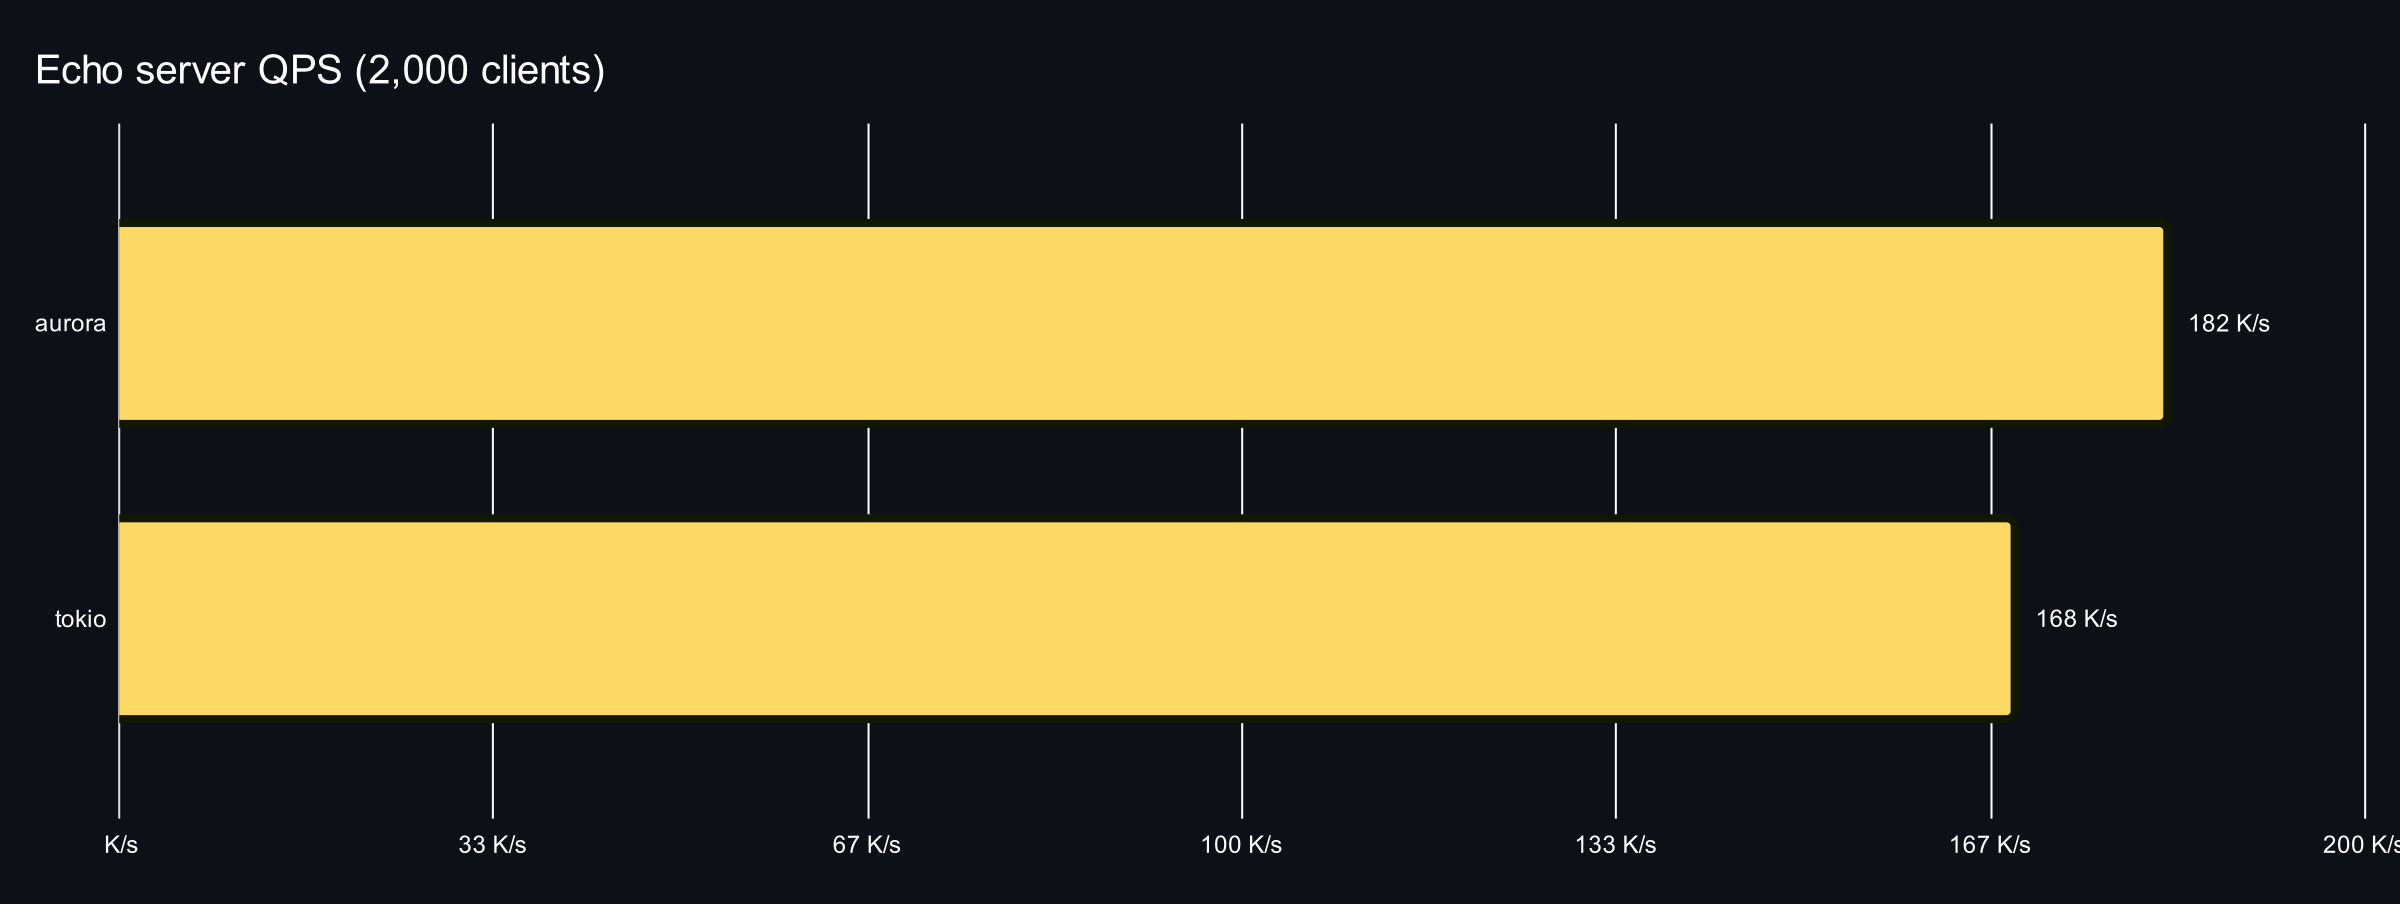 Echo server QPS (2,000 clients)
aurora
182 K/s
tokio
168 K/s
K/s
33 K/s
67 K/s
100 K/s
133 K/s
167 K/s
200 K/s